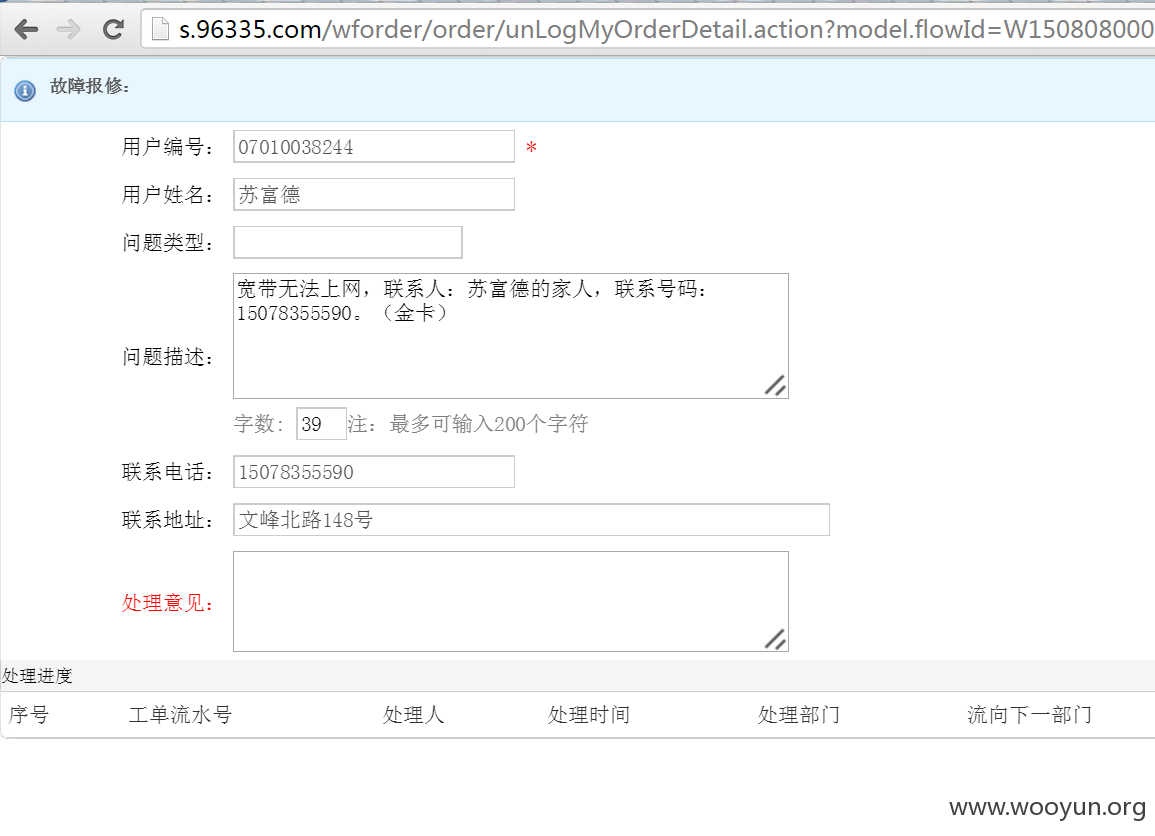 s.96335.com/wforder/order/unLogMyOrderDetail.action?model.flowId=W150808000
故障报修:
用户编号: 07010038244 *
用户姓名: 苏富德
问题类型:
宽带无法上网，联系人：苏富德的家人，联系号码：
15078355590。（金卡）
问题描述:
字数: 39注：最多可输入200个字符
联系电话: 15078355590
联系地址: 文峰北路148号
处理意见:
处理进度
序号 工单流水号 处理人 处理时间 处理部门 流向下一部门
www.wooyun.org